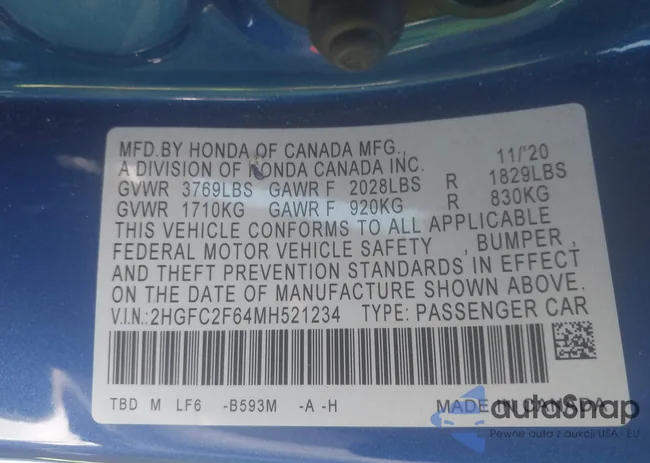 MFD.BY HONDA OF CANADA MFG., 11/'20
A DIVISION OF HONDA CANADA INC.
GVWR 3769LBS GAWR F 2028LBS R 1829LBS
GVWR 1710KG GAWR F 920KG R 830KG
THIS VEHICLE CONFORMS TO ALL APPLICABLE
FEDERAL MOTOR VEHICLE SAFETY , BUMPER ,
AND THEFT PREVENTION STANDARDS IN EFFECT
ON THE DATE OF MANUFACTURE SHOWN ABOVE.
V.I.N.:2HGFC2F64MH521234 TYPE: PASSENGER CAR
TBD M LF6 -B593M -A -H MADE IN CANADA
autoSnap
Pewne auta z aukcji USA - EU